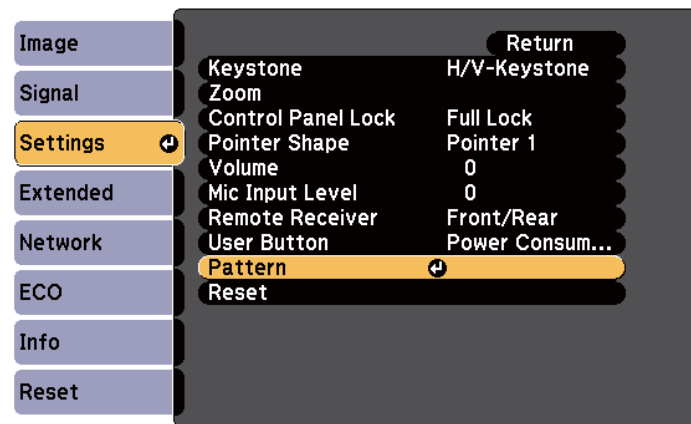 Image
Signal
Settings
Extended
Network
ECO
Info
Reset
Return
Keystone H/V-Keystone
Zoom
Control Panel Lock Full Lock
Pointer Shape Pointer 1
Volume 0
Mic Input Level 0
Remote Receiver Front/Rear
User Button Power Consum...
Pattern
Reset